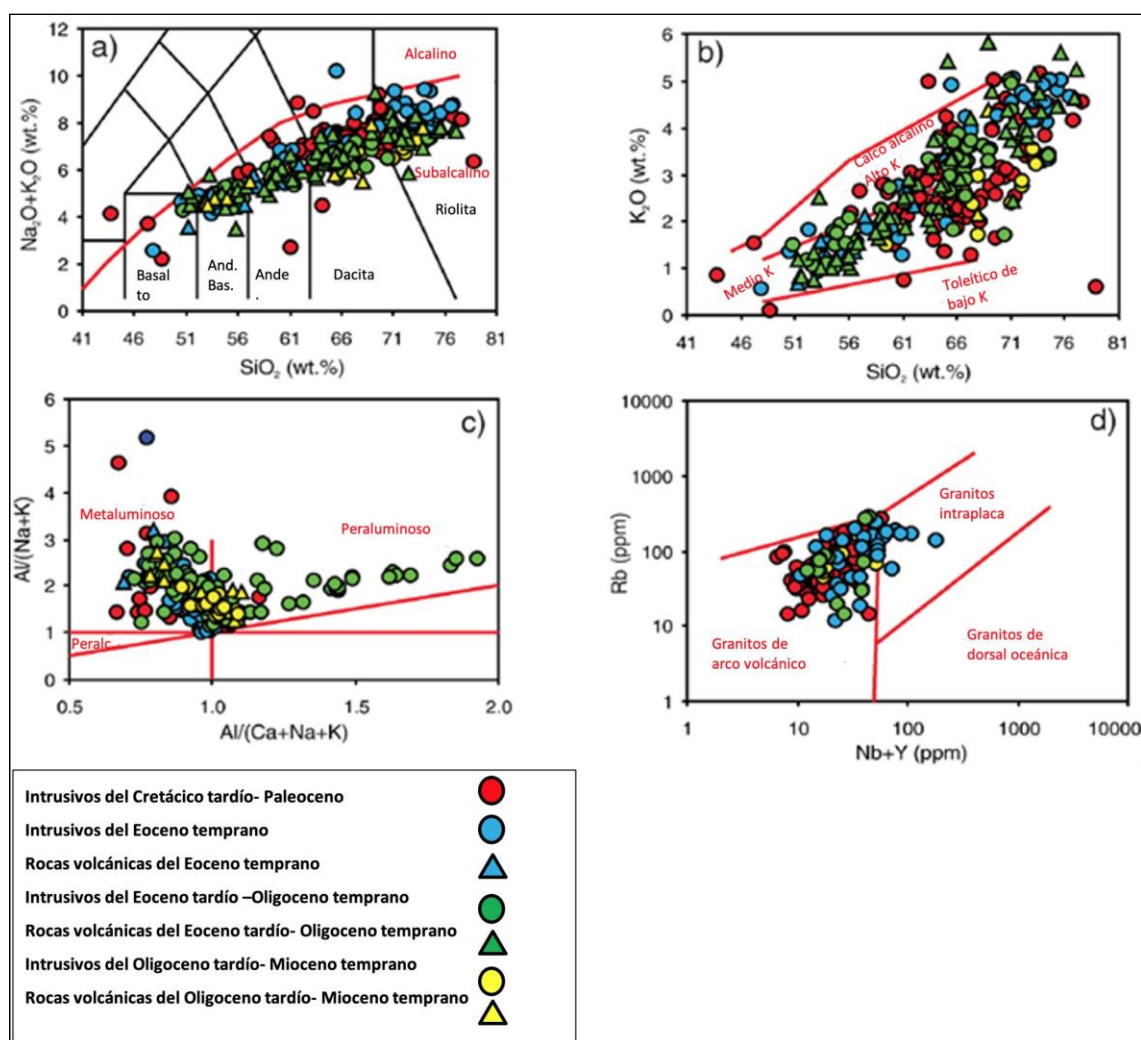 a)
Na2O+K2O (wt.%)
12
10
8
6
4
2
0
Alcalino
Subalcalino
Riolita
Basal
to
And.
Bas.
Ande
.
Dacita
41 46 51 56 61 66 71 76 81
SiO2 (wt.%)
b)
K2O (wt.%)
6
5
4
3
2
1
0
Calco alcalino
Alto K
Medio K
Toleítico de
bajo K
41 46 51 56 61 66 71 76 81
SiO2 (wt.%)
c)
Al/(Na+K)
6
5
4
3
2
1
0
Metaluminoso
Peraluminoso
Peralc.
0.5 1.0 1.5 2.0
Al/(Ca+Na+K)
d)
Rb (ppm)
10000
1000
100
10
1
Granitos
intraplaca
Granitos de
arco volcánico
Granitos de
dorsal oceánica
1 10 100 1000 10000
Nb+Y (ppm)
Intrusivos del Cretácico tardío- Paleoceno
Intrusivos del Eoceno temprano
Rocas volcánicas del Eoceno temprano
Intrusivos del Eoceno tardío –Oligoceno temprano
Rocas volcánicas del Eoceno tardío- Oligoceno temprano
Intrusivos del Oligoceno tardío- Mioceno temprano
Rocas volcánicas del Oligoceno tardío- Mioceno temprano